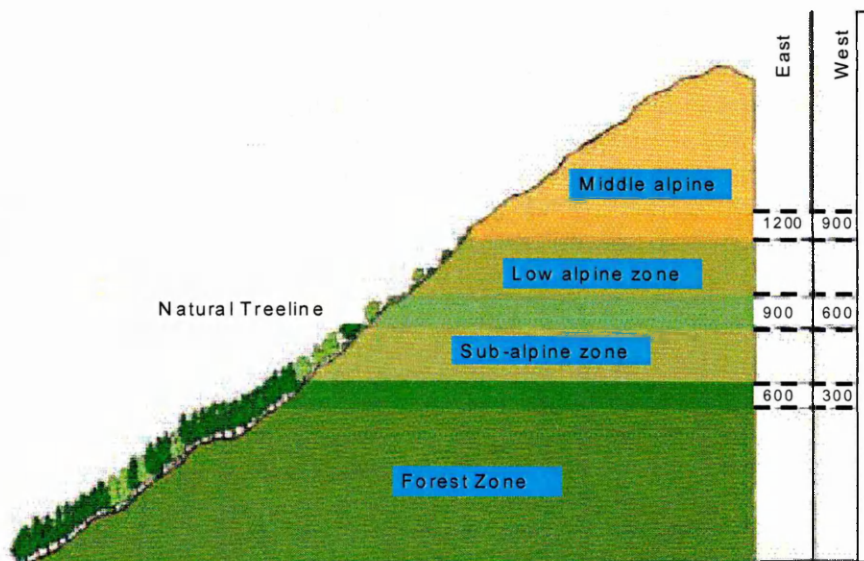 East
West
Middle alpine
1200
900
Low alpine zone
Natural Treeline
900
600
Sub-alpine zone
600
300
Forest Zone